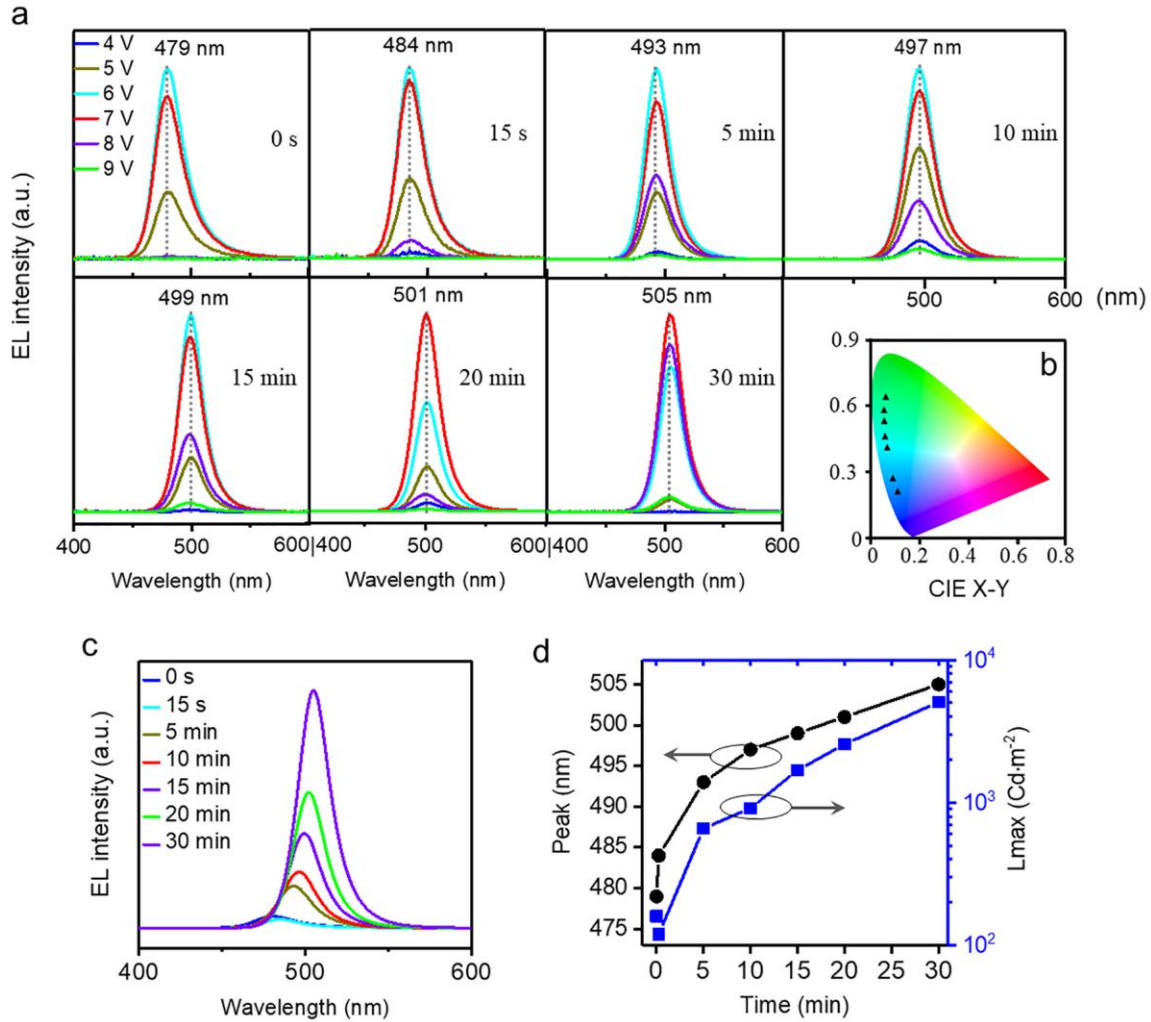 a
479 nm
484 nm
493 nm
497 nm
4 V
5 V
6 V
7 V
8 V
9 V
0 s
15 s
5 min
10 min
EL intensity (a.u.)
500
600 (nm)
499 nm
501 nm
505 nm
15 min
20 min
30 min
400 500 600 400 500 600 400 500 600
Wavelength (nm)
Wavelength (nm)
Wavelength (nm)
b
0.9
0.6
0.3
0
0 0.2 0.4 0.6 0.8
CIE X-Y
c
0 s
15 s
5 min
10 min
15 min
20 min
30 min
EL intensity (a.u.)
400 500 600
Wavelength (nm)
d
505
500
495
490
485
480
475
Peak (nm)
10⁴
10³
10²
Lmax (Cd·m⁻²)
0 5 10 15 20 30
Time (min)